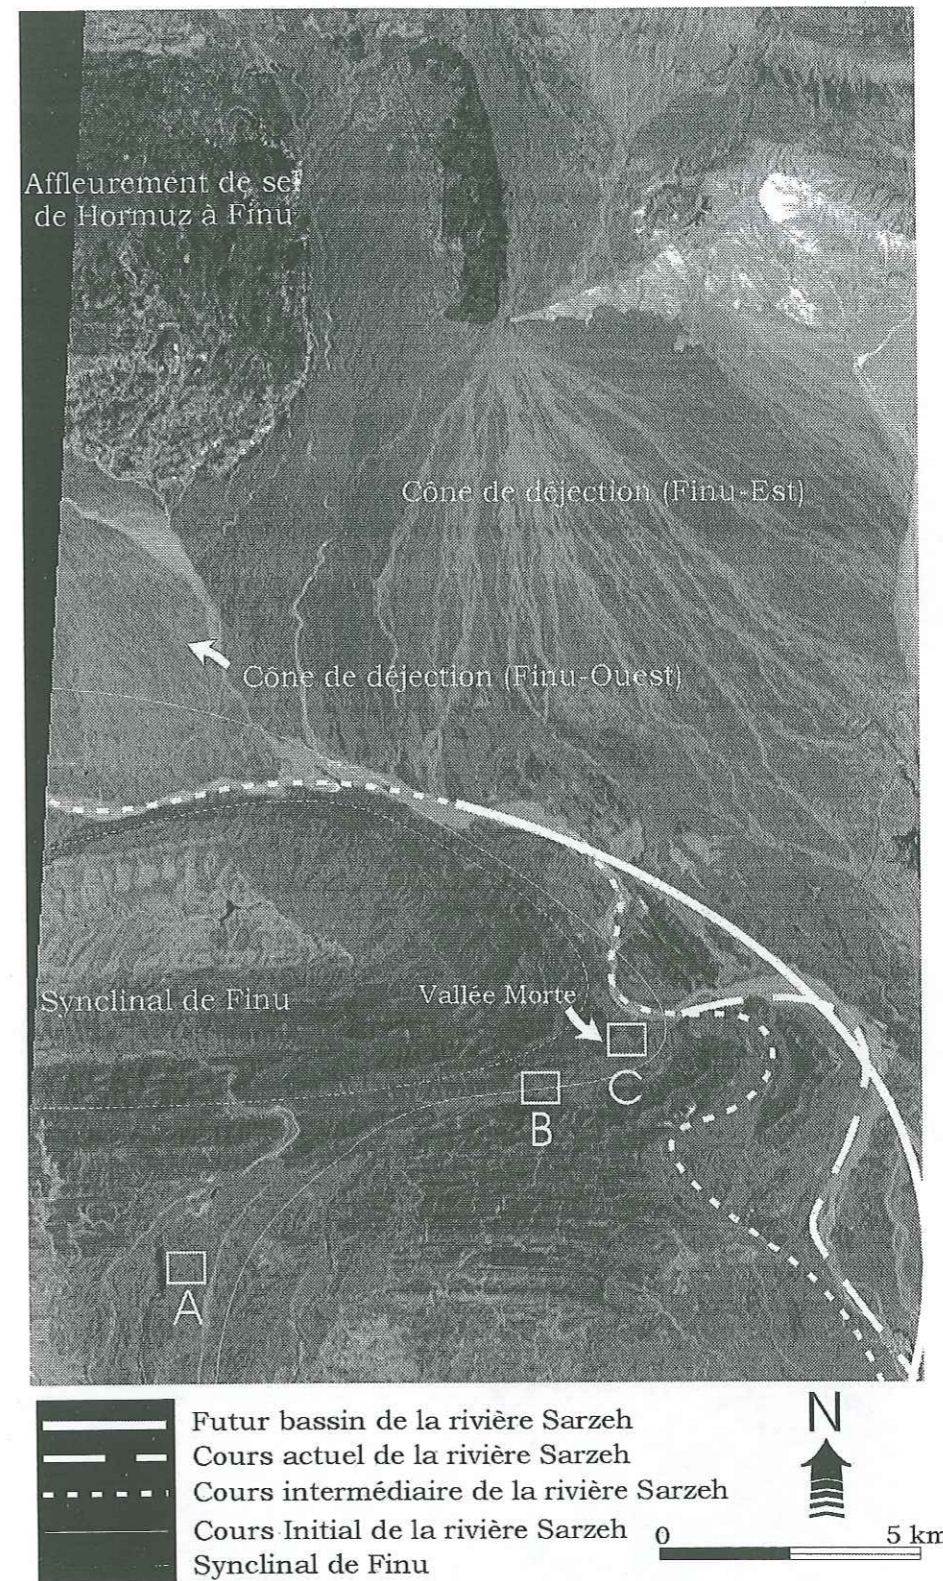 Affleurement de sel
de Hormuz à Finu
Cône de déjection (Finu-Est)
Cône de déjection (Finu-Ouest)
Synclinal de Finu
Vallée Morte
C
B
A
Futur bassin de la rivière Sarzeh
Cours actuel de la rivière Sarzeh
Cours intermédiaire de la rivière Sarzeh
Cours Initial de la rivière Sarzeh
Synclinal de Finu
N
0 5 km